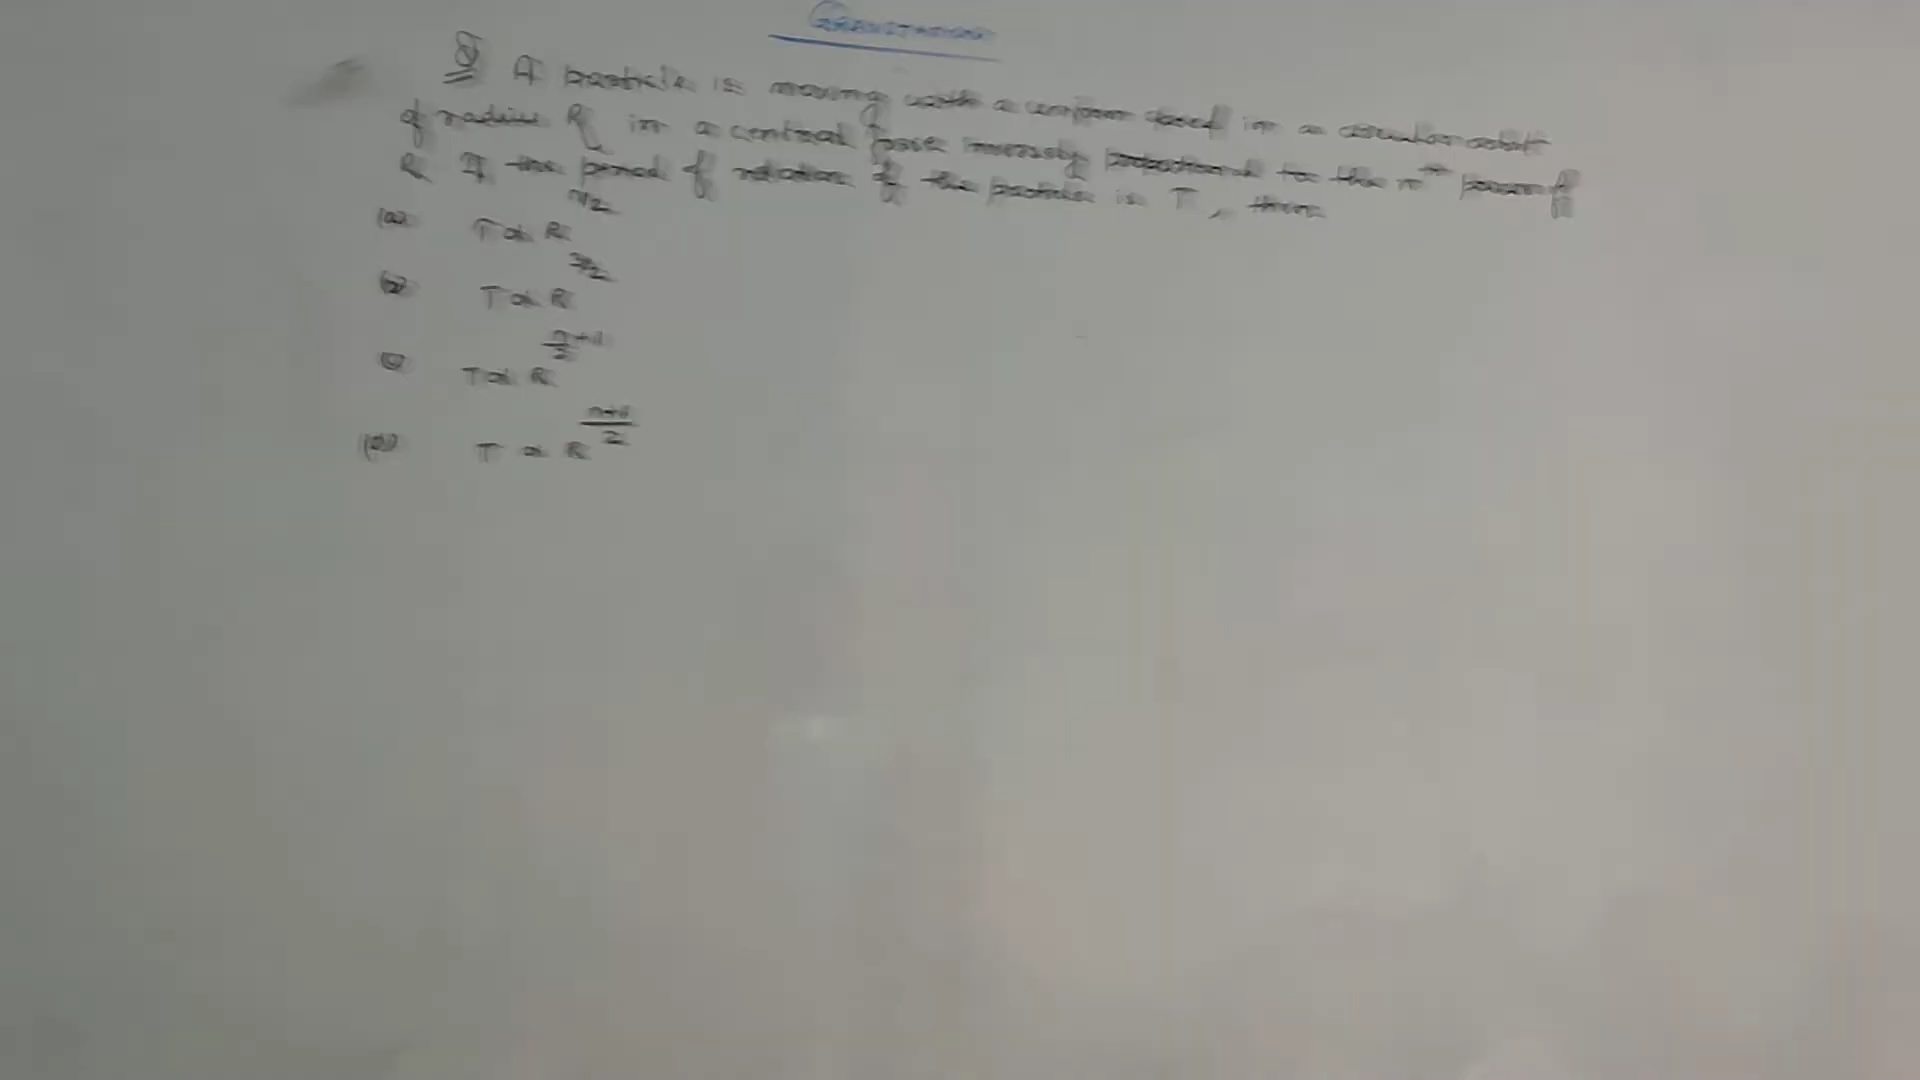 Gravitation
Q A particle is moving with a uniform speed in a circular orbit
of radius R in a central force inversely proportional to the nth power of
R. If the period of rotation of the particle is T, then
(a) T ∝ R^n/2
(b) T ∝ R^3/2
(c) T ∝ R^n/2+1
(d) T ∝ R^(n+1)/2